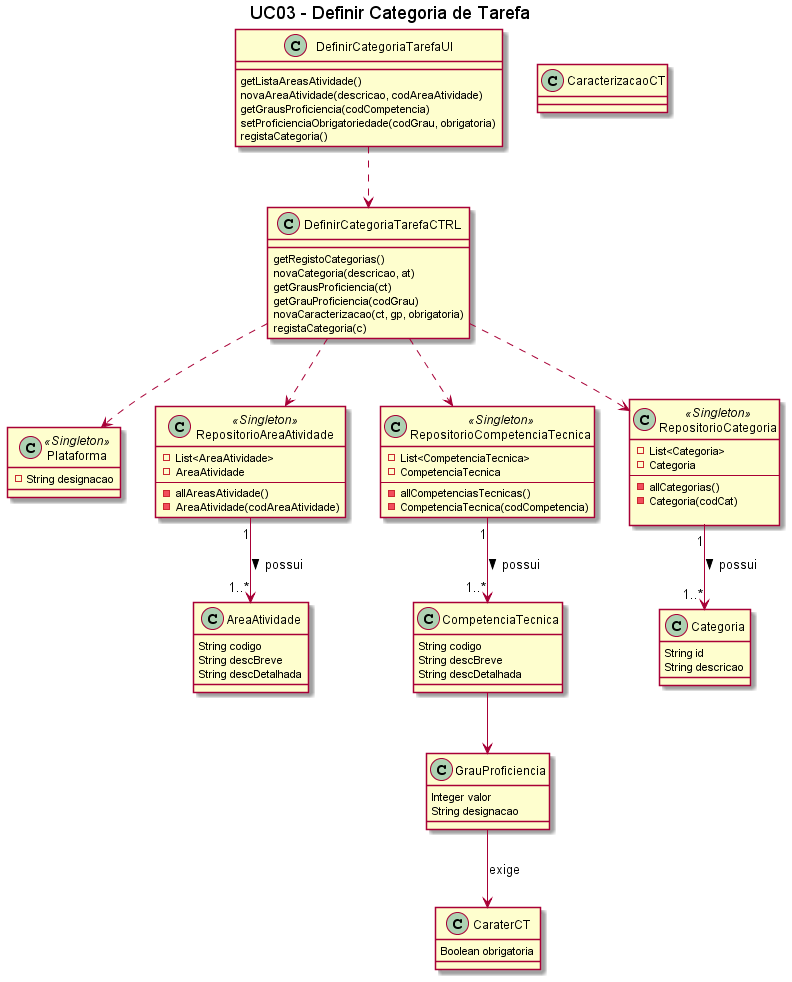 UC03 - Definir Categoria de Tarefa
C DefinirCategoriaTarefaUI
getListaAreasAtividade()
novaAreaAtividade(descricao, codAreaAtividade)
getGrausProficiencia(codCompetencia)
setProficienciaObrigatoriedade(codGrau, obrigatoria)
registaCategoria()
C CaracterizacaoCT
C DefinirCategoriaTarefaCTRL
getRegistoCategorias()
novaCategoria(descricao, at)
getGrausProficiencia(ct)
getGrauProficiencia(codGrau)
novaCaracterizacao(ct, gp, obrigatoria)
registaCategoria(c)
C «Singleton»
Plataforma
String designacao
C «Singleton»
RepositorioAreaAtividade
List<AreaAtividade>
AreaAtividade
allAreasAtividade()
AreaAtividade(codAreaAtividade)
C «Singleton»
RepositorioCompetenciaTecnica
List<CompetenciaTecnica>
CompetenciaTecnica
allCompetenciasTecnicas()
CompetenciaTecnica(codCompetencia)
C «Singleton»
RepositorioCategoria
List<Categoria>
Categoria
allCategorias()
Categoria(codCat)
1
possui
1..*
1
possui
1..*
1
possui
1..*
C AreaAtividade
String codigo
String descBreve
String descDetalhada
C CompetenciaTecnica
String codigo
String descBreve
String descDetalhada
C Categoria
String id
String descricao
C GrauProficiencia
Integer valor
String designacao
exige
C CaraterCT
Boolean obrigatoria